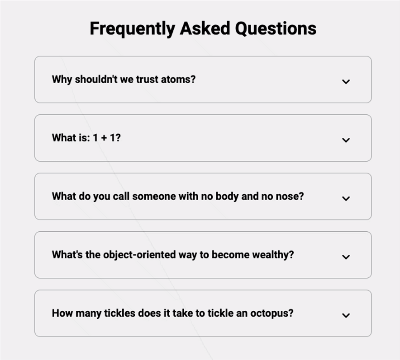 Frequently Asked Questions
Why shouldn't we trust atoms?
What is: 1 + 1?
What do you call someone with no body and no nose?
What's the object-oriented way to become wealthy?
How many tickles does it take to tickle an octopus?